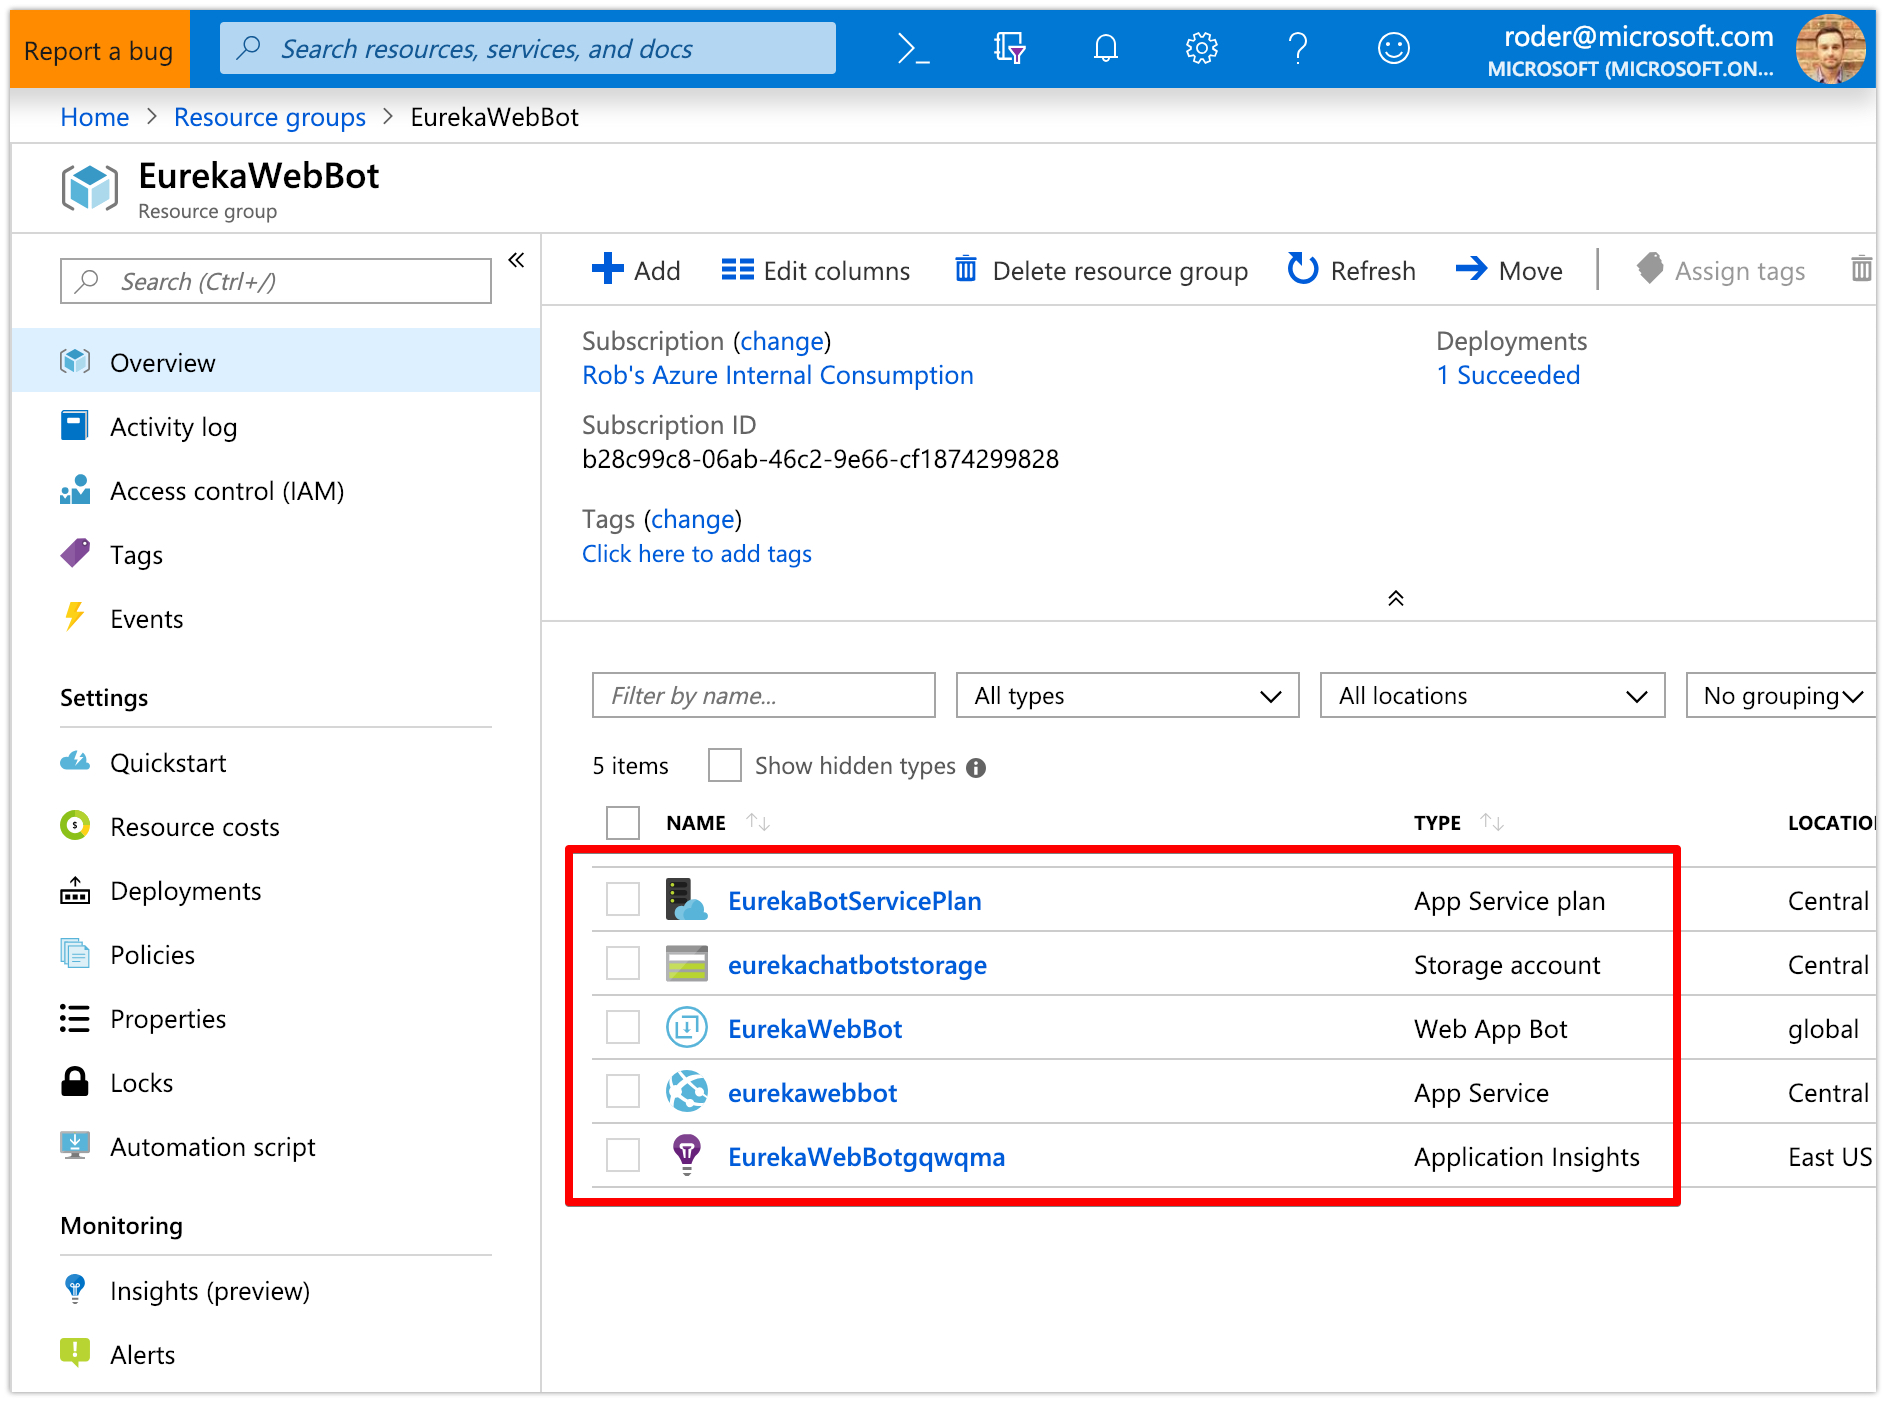 Report a bug
Search resources, services, and docs
roder@microsoft.com
MICROSOFT (MICROSOFT.ON...
Home > Resource groups > EurekaWebBot
EurekaWebBot
Resource group
Search (Ctrl+/)
Overview
Activity log
Access control (IAM)
Tags
Events
Settings
Quickstart
Resource costs
Deployments
Policies
Properties
Locks
Automation script
Monitoring
Insights (preview)
Alerts
Add Edit columns Delete resource group Refresh Move Assign tags
Subscription (change)
Rob's Azure Internal Consumption
Deployments
1 Succeeded
Subscription ID
b28c99c8-06ab-46c2-9e66-cf1874299828
Tags (change)
Click here to add tags
Filter by name... All types All locations No grouping
5 items Show hidden types
NAME TYPE LOCATIO
EurekaBotServicePlan App Service plan Central
eurekachatbotstorage Storage account Central
EurekaWebBot Web App Bot global
eurekawebbot App Service Central
EurekaWebBotgqwqma Application Insights East US